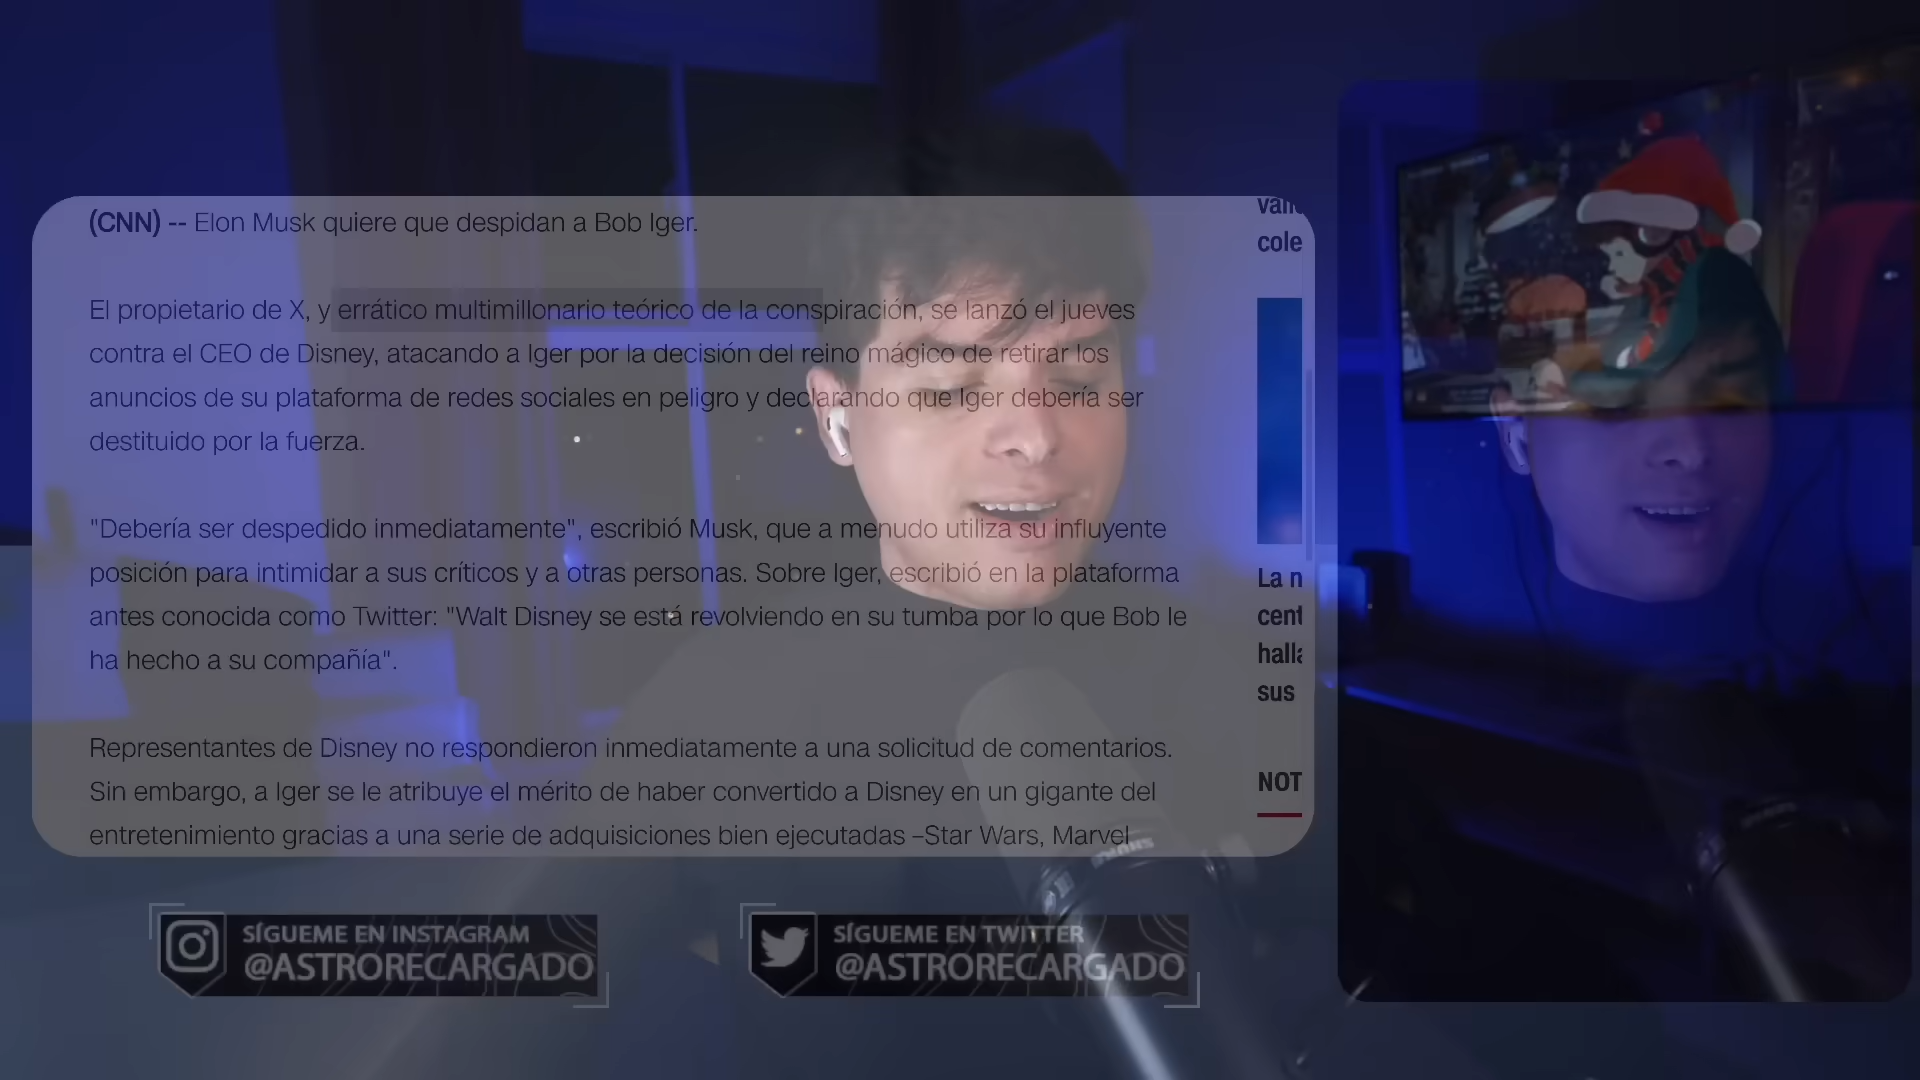 (CNN) -- Elon Musk quiere que despidan a Bob Iger.
El propietario de X, y errático multimillonario teórico de la conspiración, se lanzó el jueves
contra el CEO de Disney, atacando a Iger por la decisión del reino mágico de retirar los
anuncios de su plataforma de redes sociales en peligro y declarando que Iger debería ser
destituido por la fuerza.
"Debería ser despedido inmediatamente", escribió Musk, que a menudo utiliza su influyente
posición para intimidar a sus críticos y a otras personas. Sobre Iger, escribió en la plataforma
antes conocida como Twitter: "Walt Disney se está revolviendo en su tumba por lo que Bob le
ha hecho a su compañía".
Representantes de Disney no respondieron inmediatamente a una solicitud de comentarios.
Sin embargo, a Iger se le atribuye el mérito de haber convertido a Disney en un gigante del
entretenimiento gracias a una serie de adquisiciones bien ejecutadas –Star Wars, Marvel
cole
La n
cent
halla
sus
NOT
SHURE
SÍGUEME EN INSTAGRAM
@ASTRORECARGADO
SÍGUEME EN TWITTER
@ASTRORECARGADO